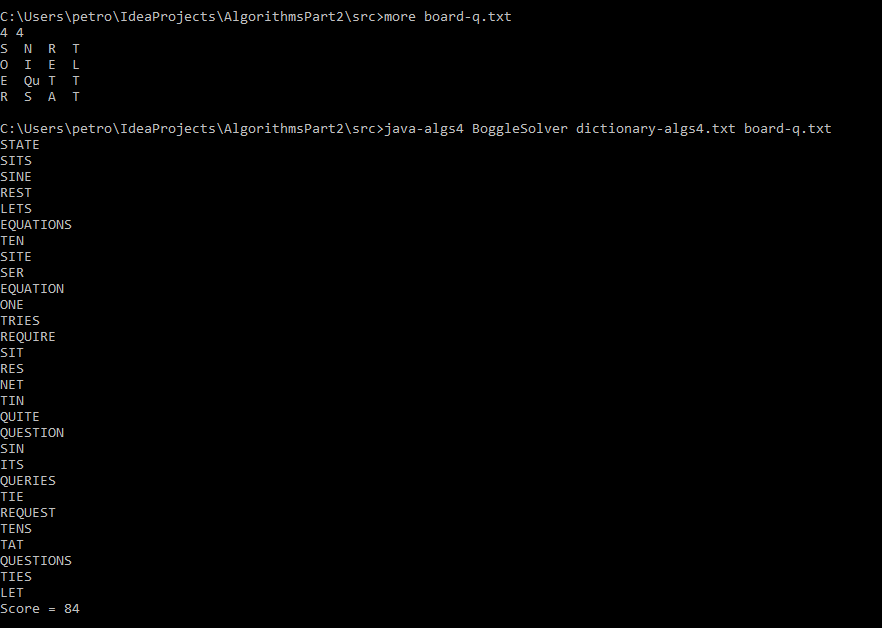 C:\Users\petro\IdeaProjects\AlgorithmsPart2\src>more board-q.txt
4 4
S  N  R  T
O  I  E  L
E  Qu T  T
R  S  A  T
C:\Users\petro\IdeaProjects\AlgorithmsPart2\src>java-algs4 BoggleSolver dictionary-algs4.txt board-q.txt
STATE
SITS
SINE
REST
LETS
EQUATIONS
TEN
SITE
SER
EQUATION
ONE
TRIES
REQUIRE
SIT
RES
NET
TIN
QUITE
QUESTION
SIN
ITS
QUERIES
TIE
REQUEST
TENS
TAT
QUESTIONS
TIES
LET
Score = 84